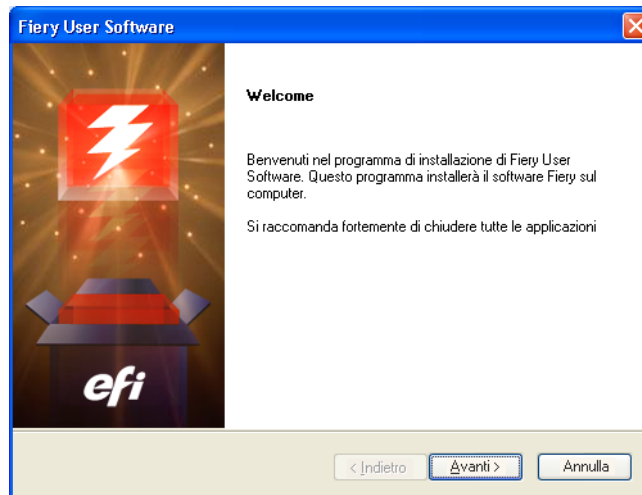 Fiery User Software
Welcome
Benvenuti nel programma di installazione di Fiery User
Software. Questo programma installerà il software Fiery sul
computer.
Si raccomanda fortemente di chiudere tutte le applicazioni
efi
< Indietro
Avanti >
Annulla